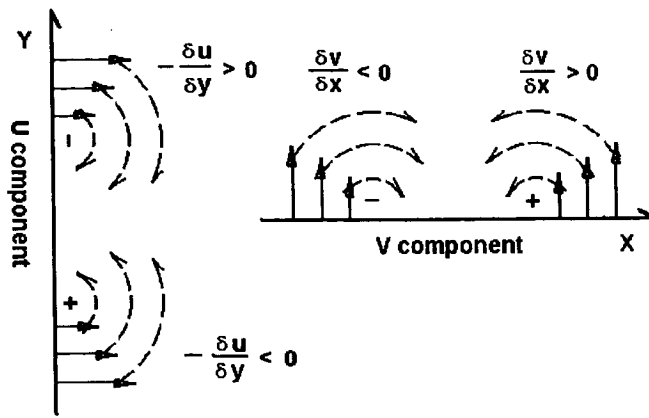 Y
U component
− δu/δy > 0
-
+
− δu/δy < 0
δv/δx < 0
δv/δx > 0
-
+
V component
X